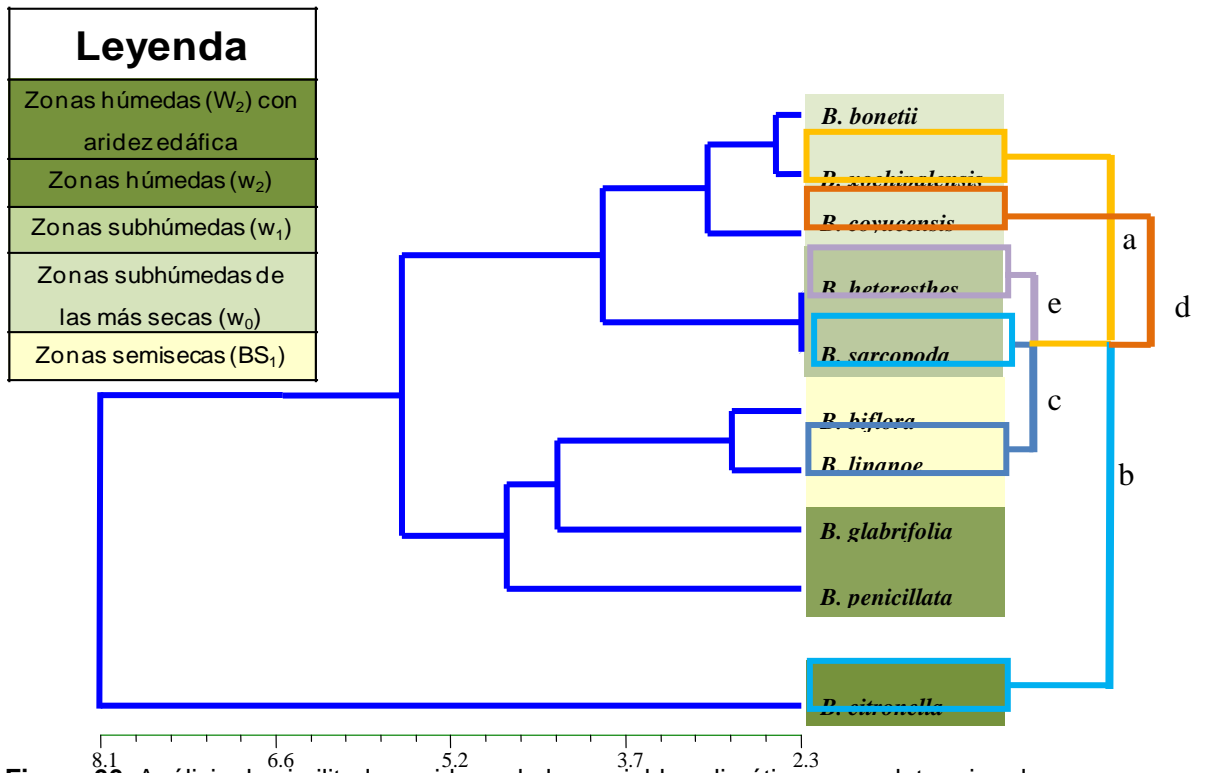 Leyenda
Zonas húmedas (W₂) con
aridez edáfica
Zonas húmedas (w₂)
Zonas subhúmedas (w₁)
Zonas subhúmedas de
las más secas (w₀)
Zonas semisecas (BS₁)
B. bonetii
B. xochipalensis
B. coyucensis
B. heteresthes
B. sarcopoda
B. biflora
B. linanoe
B. glabrifolia
B. penicillata
B. citronella
a
e
d
c
b
8.1
6.6
5.2
3.7
2.3